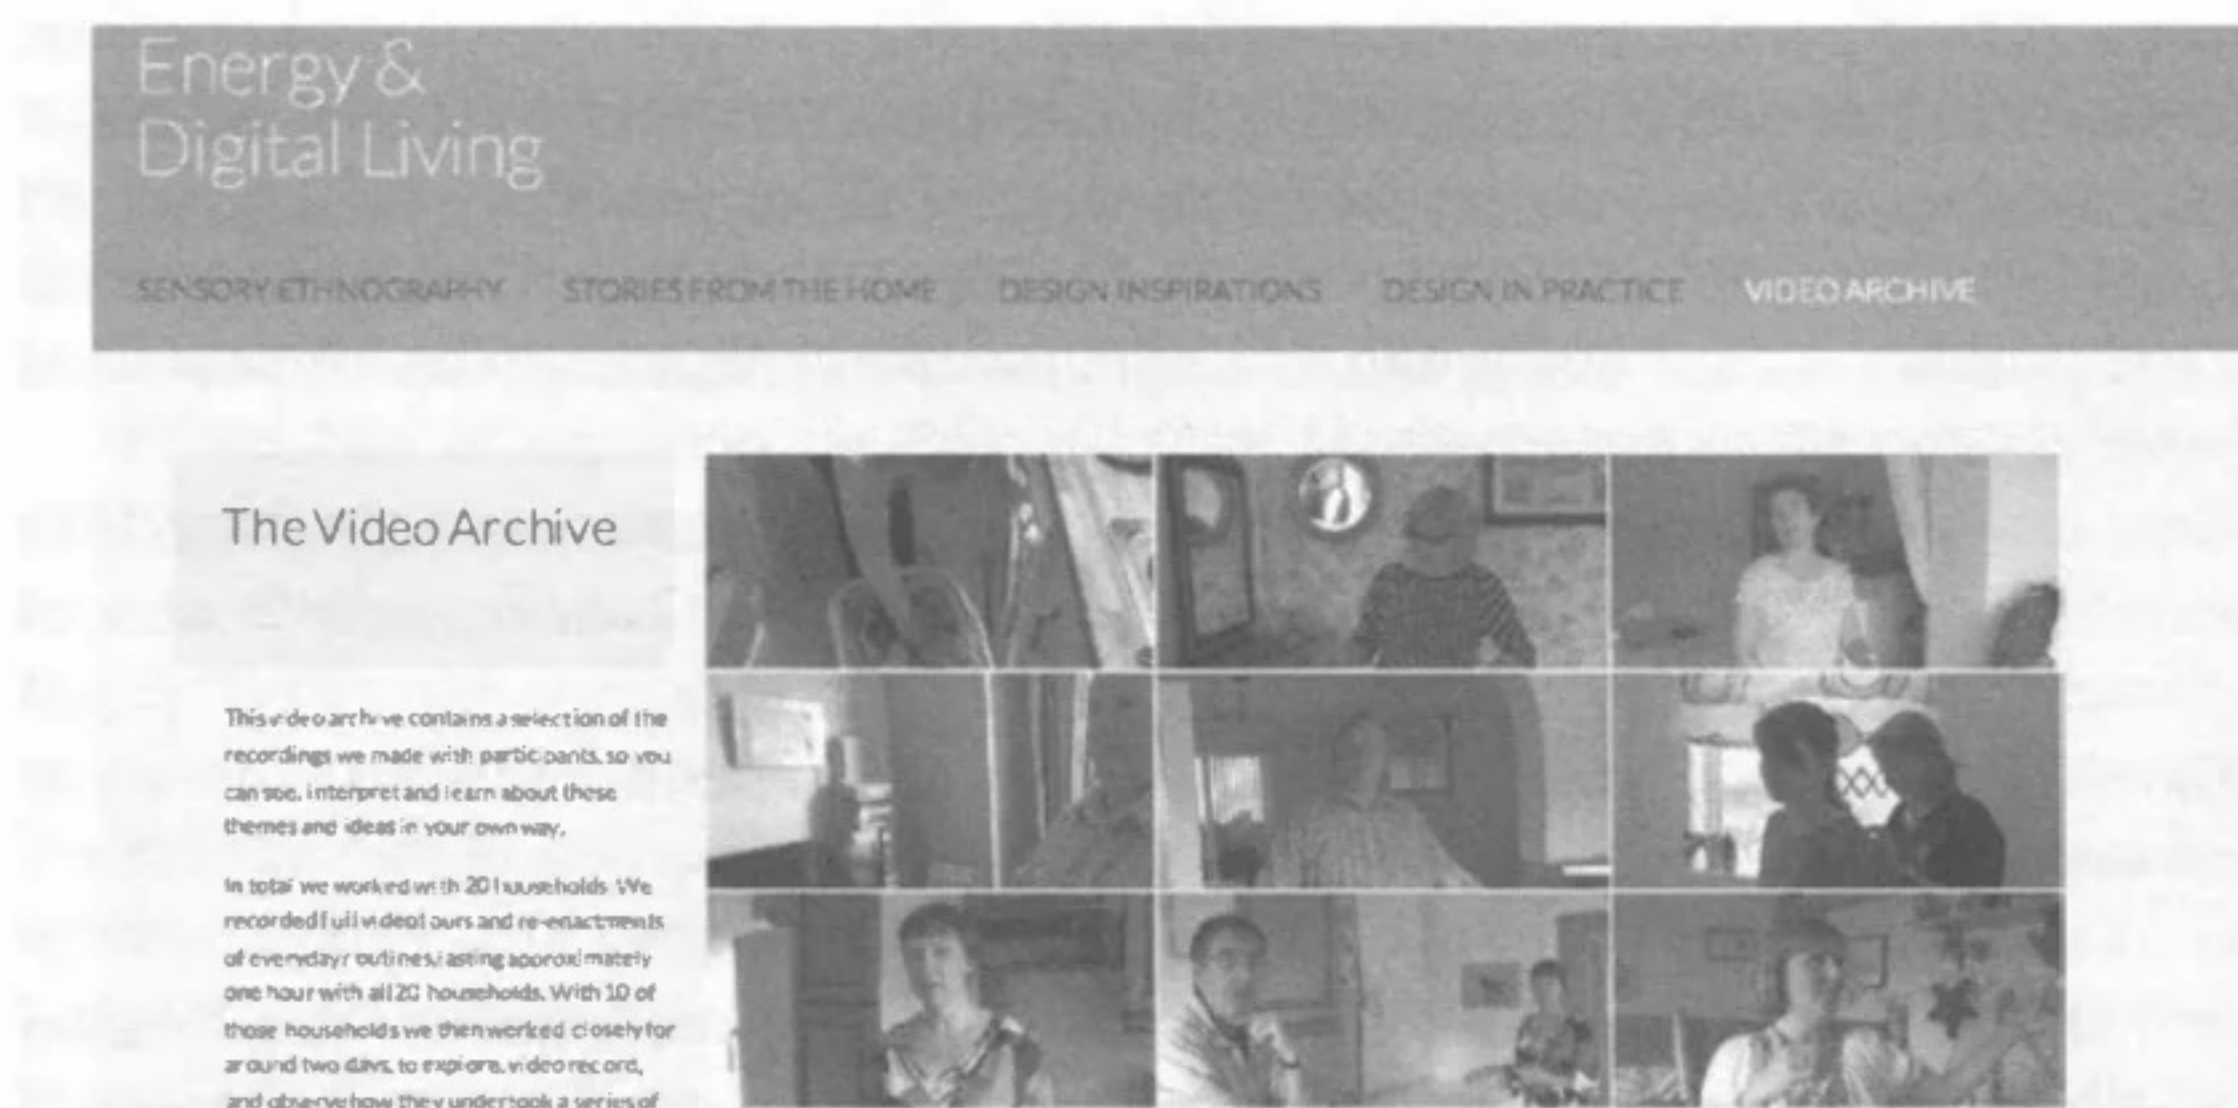 Energy &
Digital Living
SENSORY ETHNOGRAPHY
STORIES FROM THE HOME
DESIGN INSPIRATIONS
DESIGN IN PRACTICE
VIDEO ARCHIVE
The Video Archive
This video archive contains a selection of the
recordings we made with participants, so you
can see, interpret and learn about these
themes and ideas in your own way.
In total we worked with 20 households. We
recorded full video tours and re-enactments
of everyday routines, lasting approximately
one hour with all 20 households. With 10 of
those households we then worked closely for
around two days, to explore, video record,
and observe how they undertook a series of